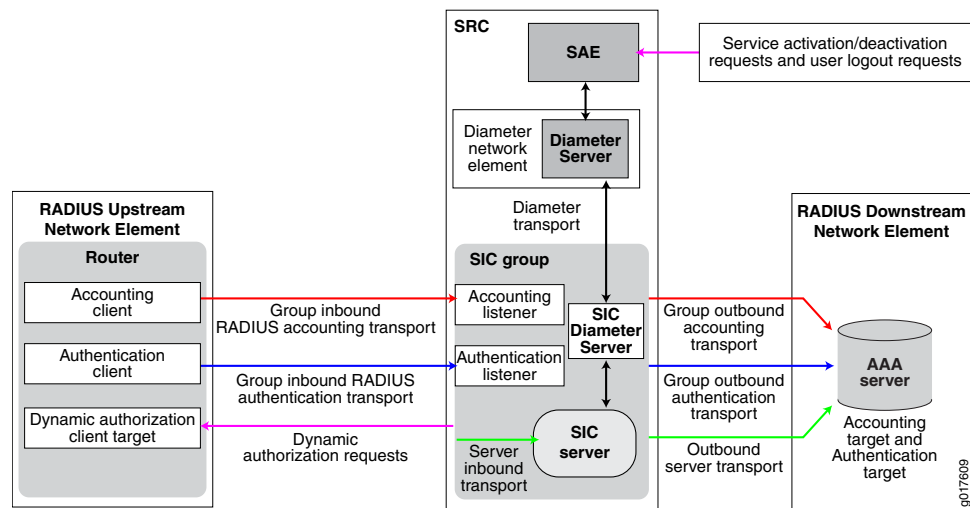 SRC
SAE
Service activation/deactivation
requests and user logout requests
Diameter
network
element
Diameter
Server
Diameter
transport
RADIUS Upstream
Network Element
Router
Accounting
client
Authentication
client
Dynamic authorization
client target
Group inbound
RADIUS accounting transport
Group inbound RADIUS
authentication transport
Dynamic
authorization requests
SIC group
Accounting
listener
Authentication
listener
SIC
Diameter
Server
Server
inbound
transport
SIC
server
Group outbound
accounting
transport
Group outbound
authentication
transport
Outbound
server transport
RADIUS Downstream
Network Element
AAA
server
Accounting
target and
Authentication
target
g017609